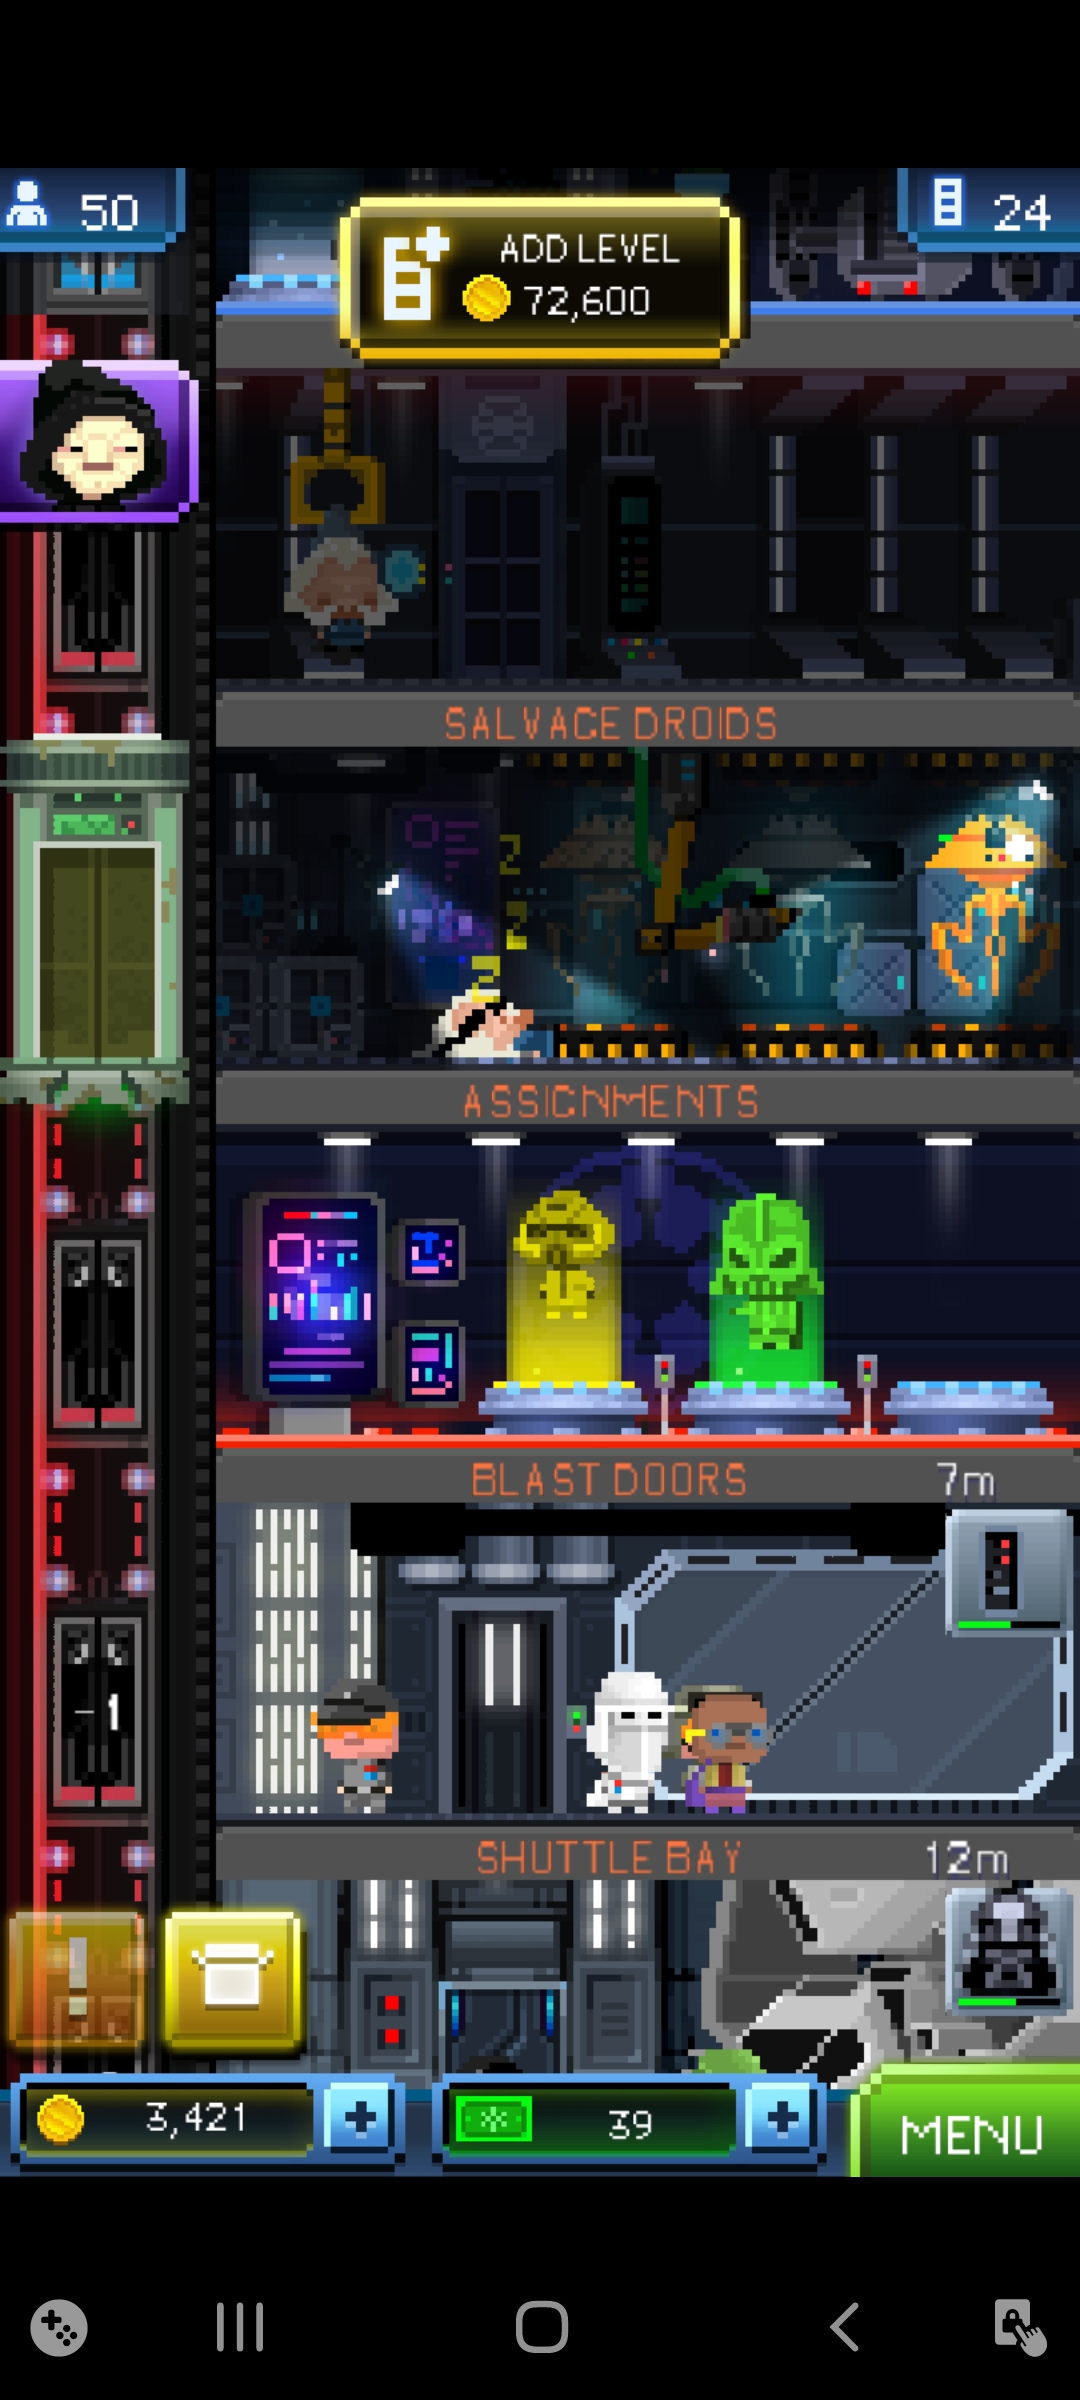 50
ADD LEVEL
72,600
24
SALVAGE DROIDS
Z
Z
Z
ASSIGNMENTS
BLAST DOORS 7m
-1
SHUTTLE BAY 12m
!
3,421 +
39 +
MENU